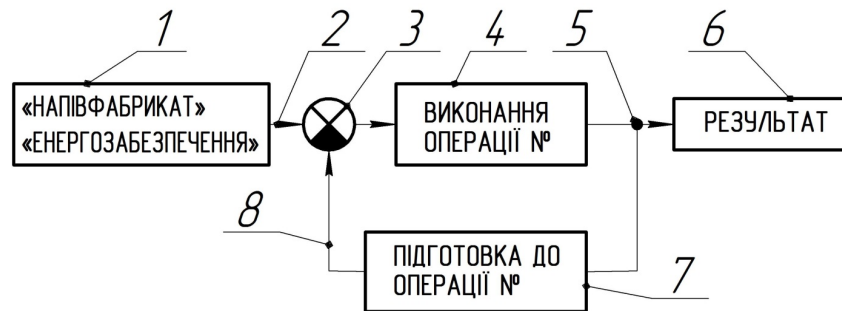 1 2 3 4 5 6
«НАПІВФАБРИКАТ»
«ЕНЕРГОЗАБЕЗПЕЧЕННЯ»
ВИКОНАННЯ
ОПЕРАЦІЇ №
РЕЗУЛЬТАТ
8
ПІДГОТОВКА ДО
ОПЕРАЦІЇ №
7